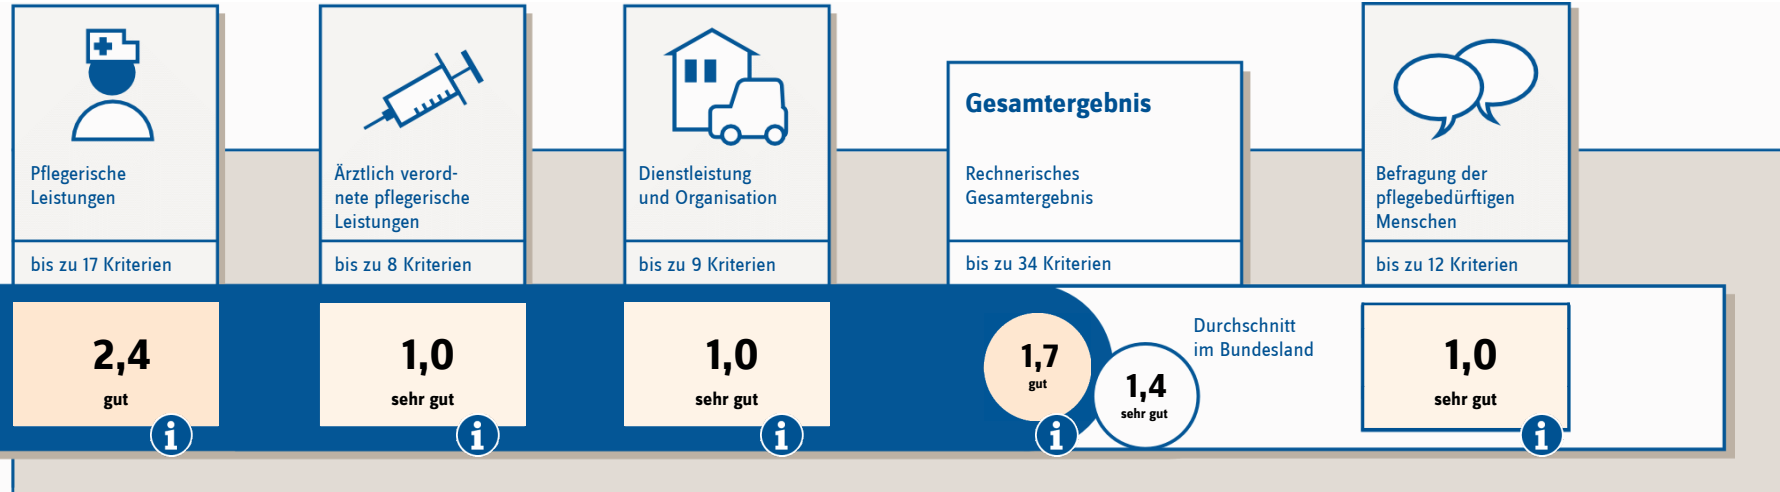 Pflegerische
Leistungen
bis zu 17 Kriterien
2,4
gut
i
Ärztlich verord-
nete pflegerische
Leistungen
bis zu 8 Kriterien
1,0
sehr gut
i
Dienstleistung
und Organisation
bis zu 9 Kriterien
1,0
sehr gut
i
Gesamtergebnis
Rechnerisches
Gesamtergebnis
bis zu 34 Kriterien
1,7
gut
i
1,4
sehr gut
Durchschnitt
im Bundesland
Befragung der
pflegebedürftigen
Menschen
bis zu 12 Kriterien
1,0
sehr gut
i